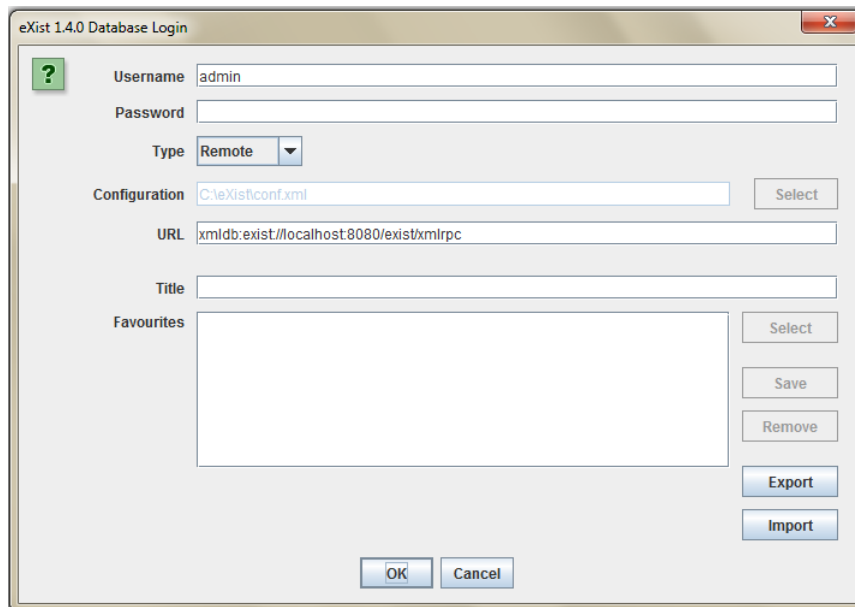 eXist 1.4.0 Database Login
?
Username admin
Password
Type Remote
Configuration C:\eXist\conf.xml Select
URL xmldb:exist://localhost:8080/exist/xmlrpc
Title
Favourites Select
Save
Remove
Export
Import
OK Cancel